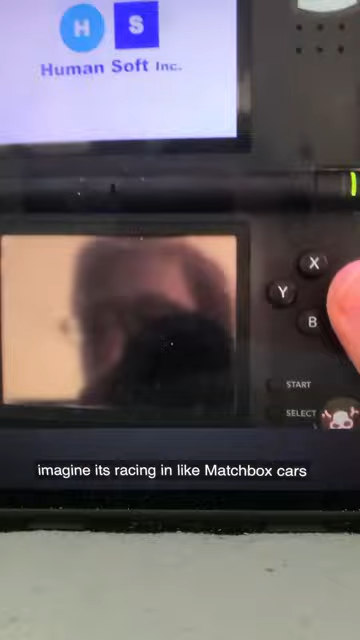 H S
Human Soft Inc.
X
Y
B
START
SELECT
imagine its racing in like Matchbox cars